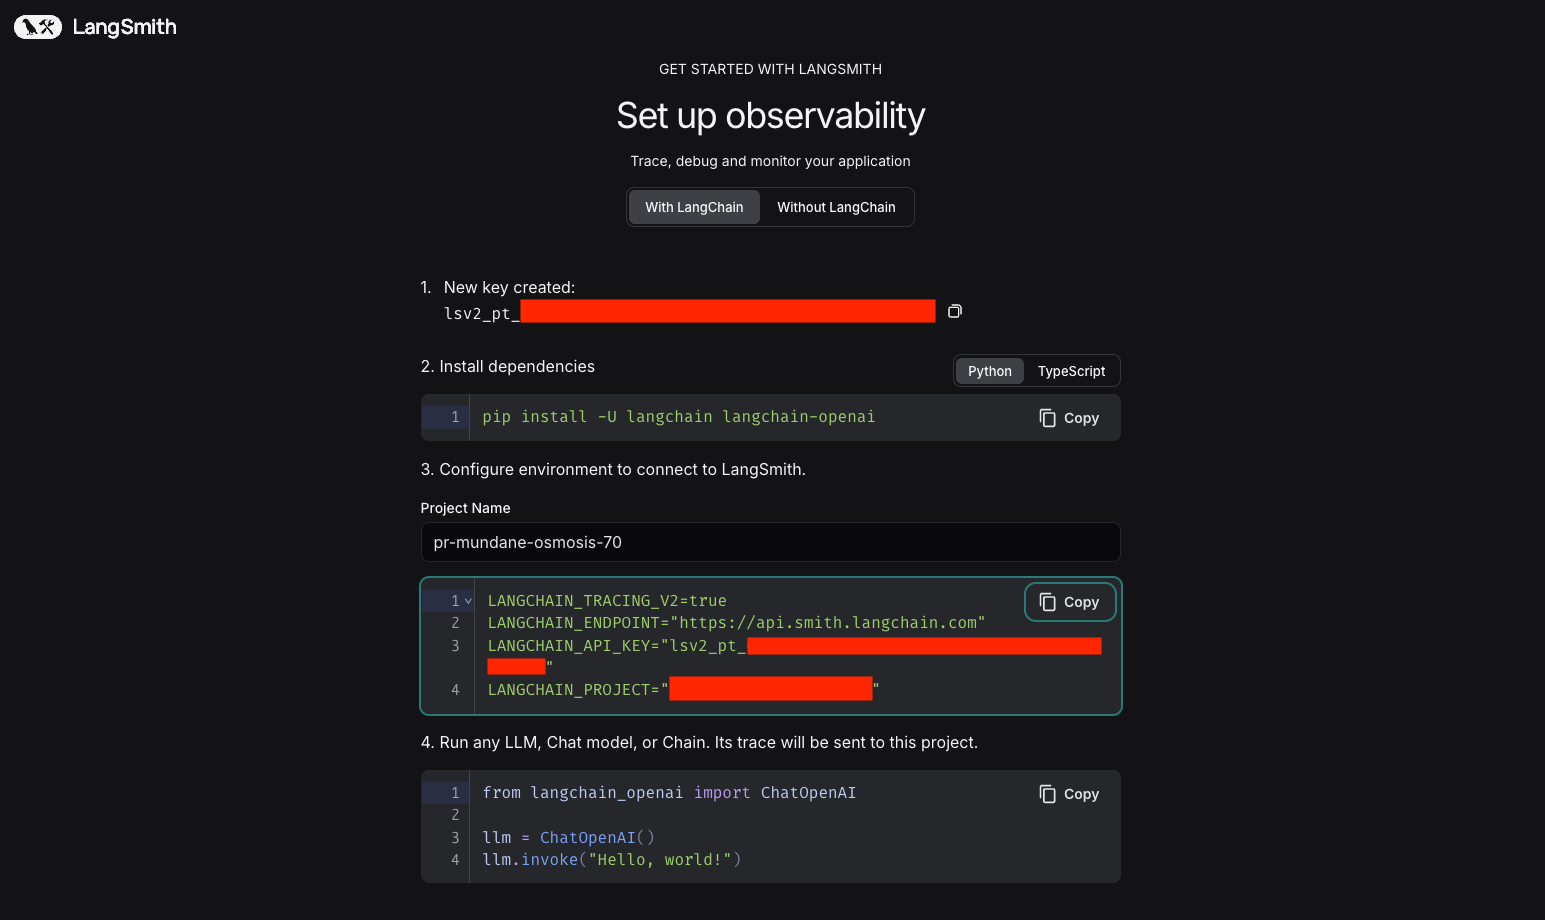 LangSmith
GET STARTED WITH LANGSMITH
Set up observability
Trace, debug and monitor your application
With LangChain Without LangChain
1. New key created:
lsv2_pt_
2. Install dependencies
Python TypeScript
1 pip install -U langchain langchain-openai Copy
3. Configure environment to connect to LangSmith.
Project Name
pr-mundane-osmosis-70
1 LANGCHAIN_TRACING_V2=true Copy
2 LANGCHAIN_ENDPOINT="https://api.smith.langchain.com"
3 LANGCHAIN_API_KEY="lsv2_pt_
"
4 LANGCHAIN_PROJECT=" "
4. Run any LLM, Chat model, or Chain. Its trace will be sent to this project.
1 from langchain_openai import ChatOpenAI Copy
2
3 llm = ChatOpenAI()
4 llm.invoke("Hello, world!")